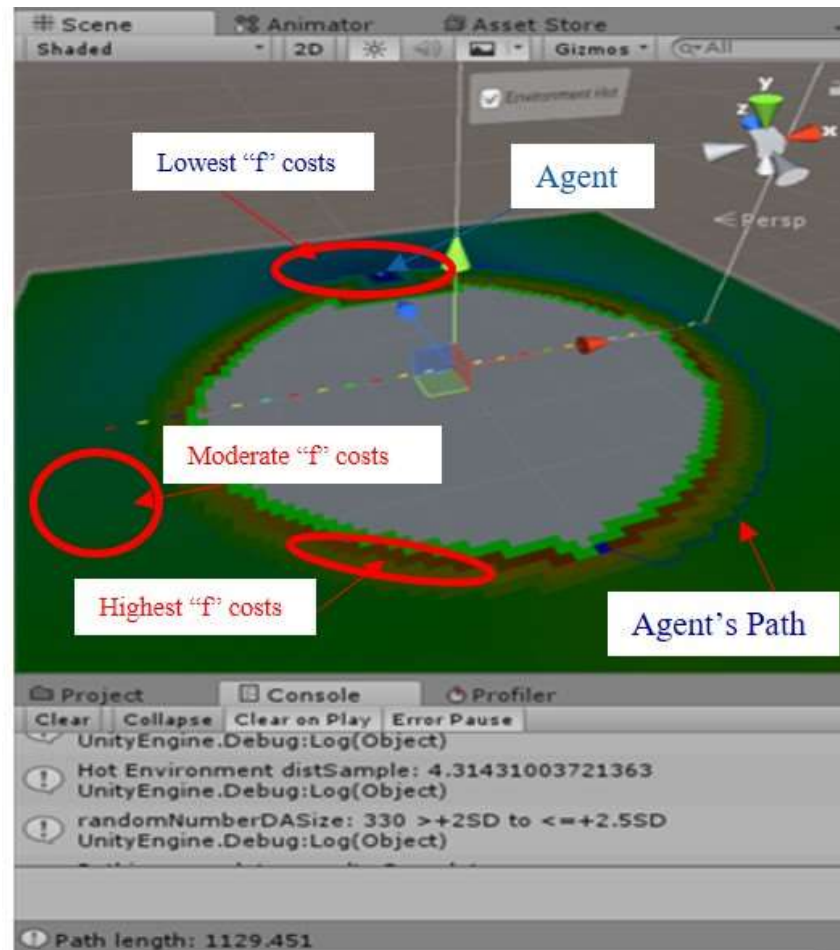 Scene Animator Asset Store
Shaded 2D Gizmos All
Environment Hot
y
z
x
Lowest “f” costs
Agent
Persp
Moderate “f” costs
Highest “f” costs
Agent’s Path
Project Console Profiler
Clear Collapse Clear on Play Error Pause
UnityEngine.Debug:Log(Object)
Hot Environment distSample: 4.31431003721363
UnityEngine.Debug:Log(Object)
randomNumberDASize: 330 >+2SD to <=+2.5SD
UnityEngine.Debug:Log(Object)
Path length: 1129.451